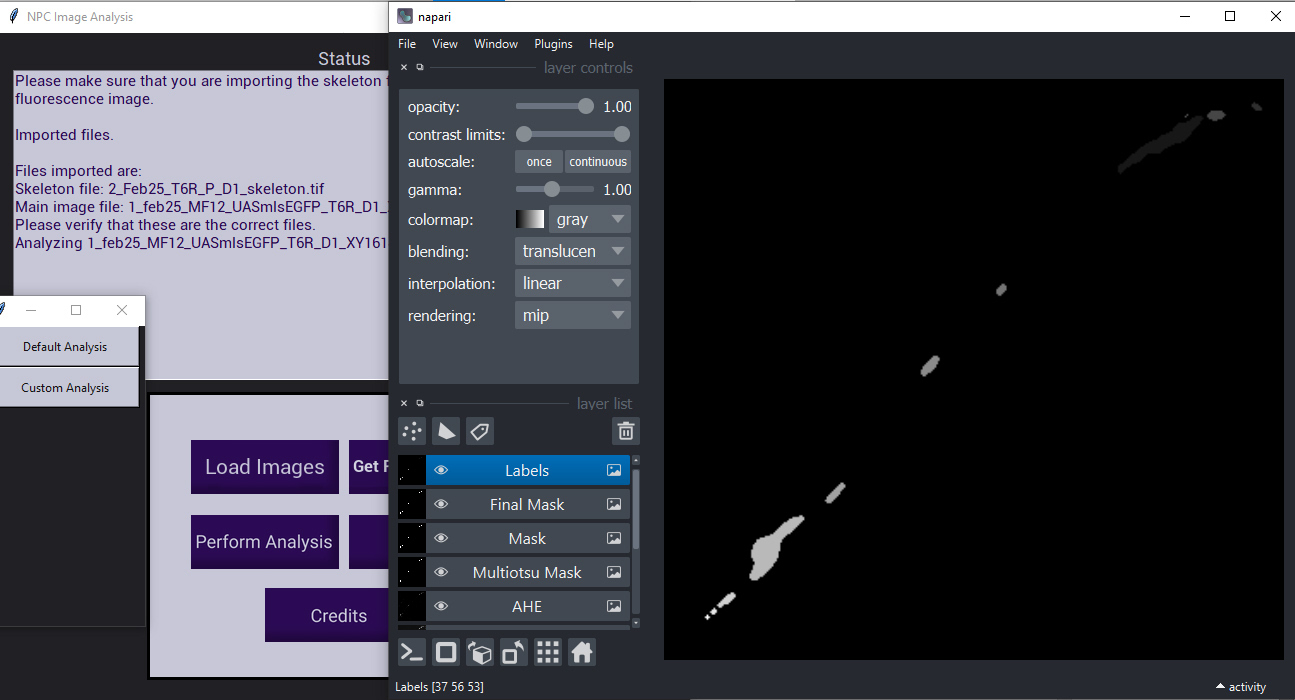 NPC Image Analysis
Status
Please make sure that you are importing the skeleton
fluorescence image.
Imported files.
Files imported are:
Skeleton file: 2_Feb25_T6R_P_D1_skeleton.tif
Main image file: 1_feb25_MF12_UASmlsEGFP_T6R_D1_
Please verify that these are the correct files.
Analyzing 1_feb25_MF12_UASmlsEGFP_T6R_D1_XY161
Default Analysis
Custom Analysis
Load Images
Get
Perform Analysis
Credits
napari
File View Window Plugins Help
layer controls
opacity: 1.00
contrast limits:
autoscale: once continuous
gamma: 1.00
colormap: gray
blending: translucen
interpolation: linear
rendering: mip
layer list
Labels
Final Mask
Mask
Multiotsu Mask
AHE
Labels [37 56 53]
activity